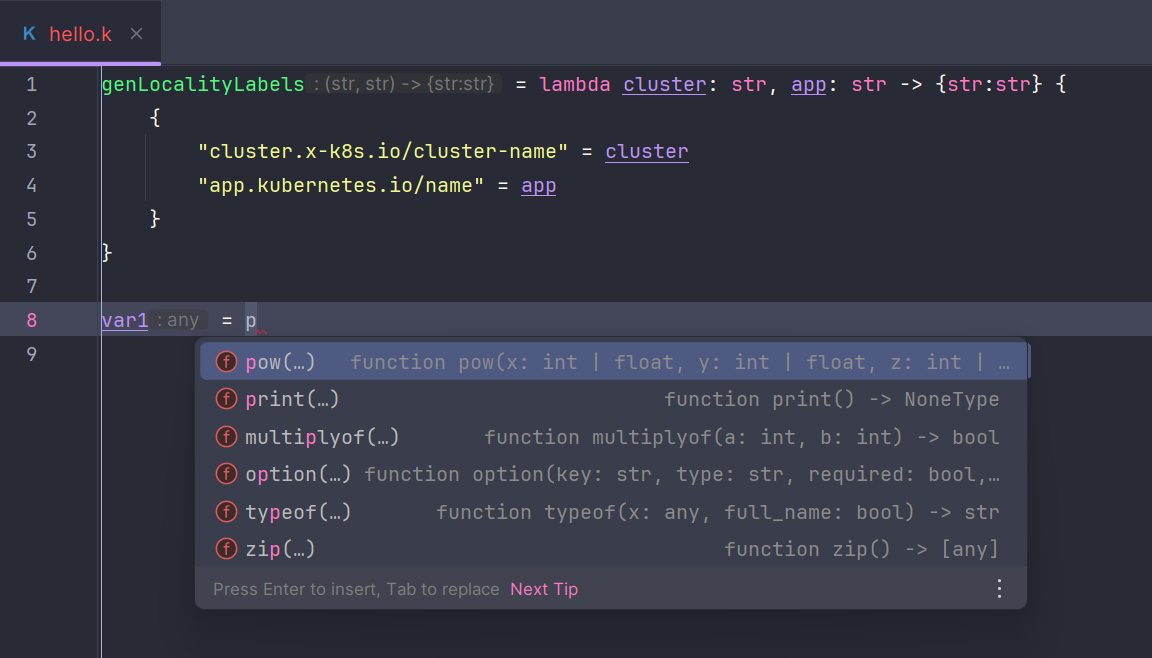 K hello.k ×
1 genLocalityLabels : (str, str) -> {str:str} = lambda cluster: str, app: str -> {str:str} {
2 {
3 "cluster.x-k8s.io/cluster-name" = cluster
4 "app.kubernetes.io/name" = app
5 }
6 }
7
8 var1 : any = p
9
f pow(…) function pow(x: int | float, y: int | float, z: int | …
f print(…) function print() -> NoneType
f multiplyof(…) function multiplyof(a: int, b: int) -> bool
f option(…) function option(key: str, type: str, required: bool,…
f typeof(…) function typeof(x: any, full_name: bool) -> str
f zip(…) function zip() -> [any]
Press Enter to insert, Tab to replace Next Tip